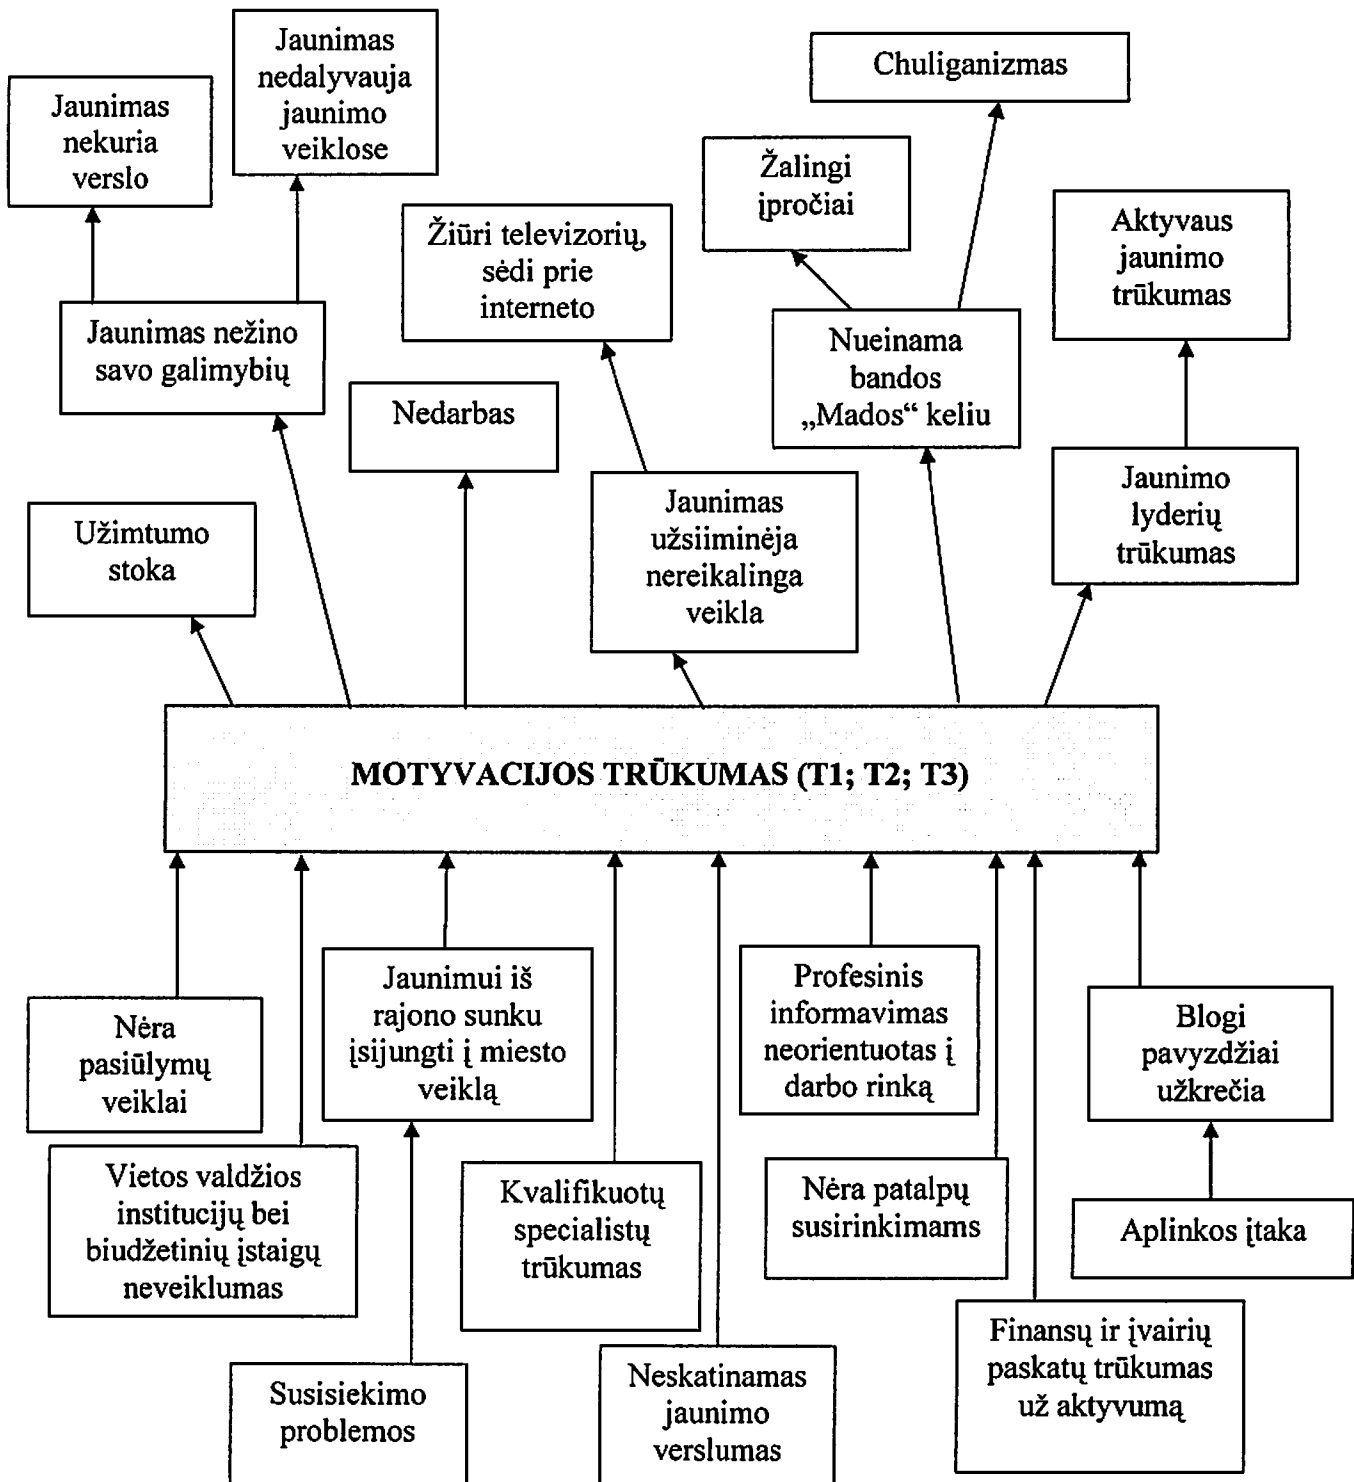 Jaunimas
nekuria
verslo
Jaunimas
nedalyvauja
jaunimo
veiklose
Chuliganizmas
Žalingi
įpročiai
Žiūri televizorių,
sėdi prie
interneto
Aktyvaus
jaunimo
trūkumas
Jaunimas nežino
savo galimybių
Nueinama
bandos
„Mados“ keliu
Nedarbas
Jaunimo
lyderių
trūkumas
Užimtumo
stoka
Jaunimas
užsiiminėja
nereikalinga
veikla
MOTYVACIJOS TRŪKUMAS (T1; T2; T3)
Nėra
pasiūlymų
veiklai
Jaunimui iš
rajono sunku
įsijungti į miesto
veiklą
Profesinis
informavimas
neorientuotas į
darbo rinką
Blogi
pavyzdžiai
užkrečia
Vietos valdžios
institucijų bei
biudžetinių įstaigų
neveiklumas
Kvalifikuotų
specialistų
trūkumas
Nėra patalpų
susirinkimams
Aplinkos įtaka
Susisiekimo
problemos
Neskatinamas
jaunimo
verslumas
Finansų ir įvairių
paskatų trūkumas
už aktyvumą